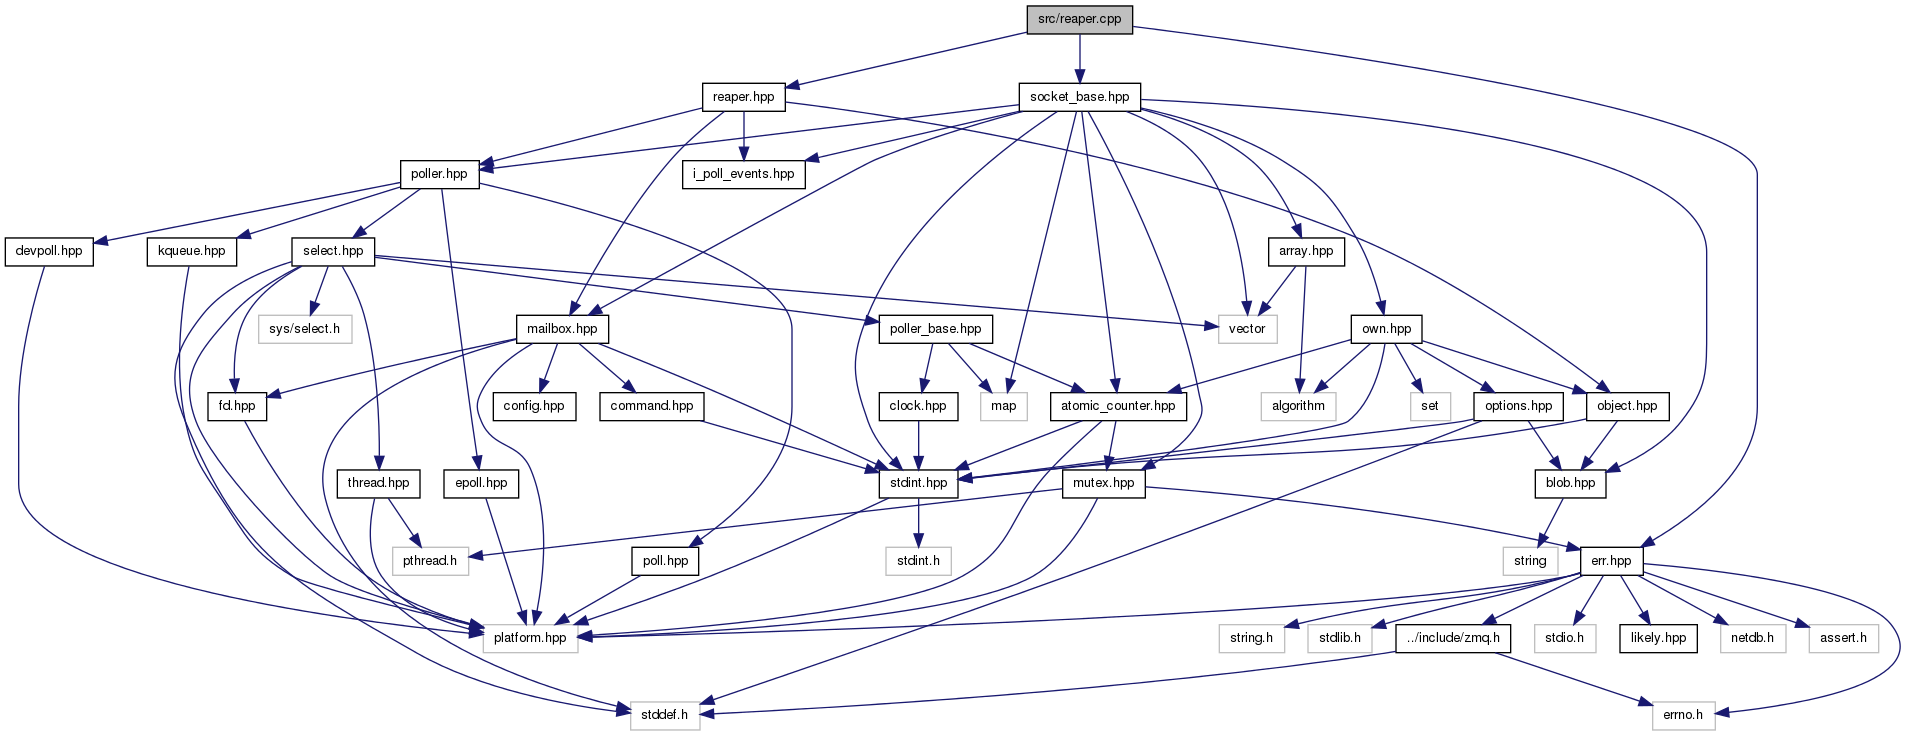 src/reaper.cpp
reaper.hpp
socket_base.hpp
poller.hpp
i_poll_events.hpp
devpoll.hpp
kqueue.hpp
select.hpp
array.hpp
sys/select.h
mailbox.hpp
poller_base.hpp
vector
own.hpp
fd.hpp
config.hpp
command.hpp
clock.hpp
map
atomic_counter.hpp
algorithm
set
options.hpp
object.hpp
thread.hpp
epoll.hpp
stdint.hpp
mutex.hpp
blob.hpp
pthread.h
poll.hpp
stdint.h
string
err.hpp
platform.hpp
string.h
stdlib.h
../include/zmq.h
stdio.h
likely.hpp
netdb.h
assert.h
stddef.h
errno.h